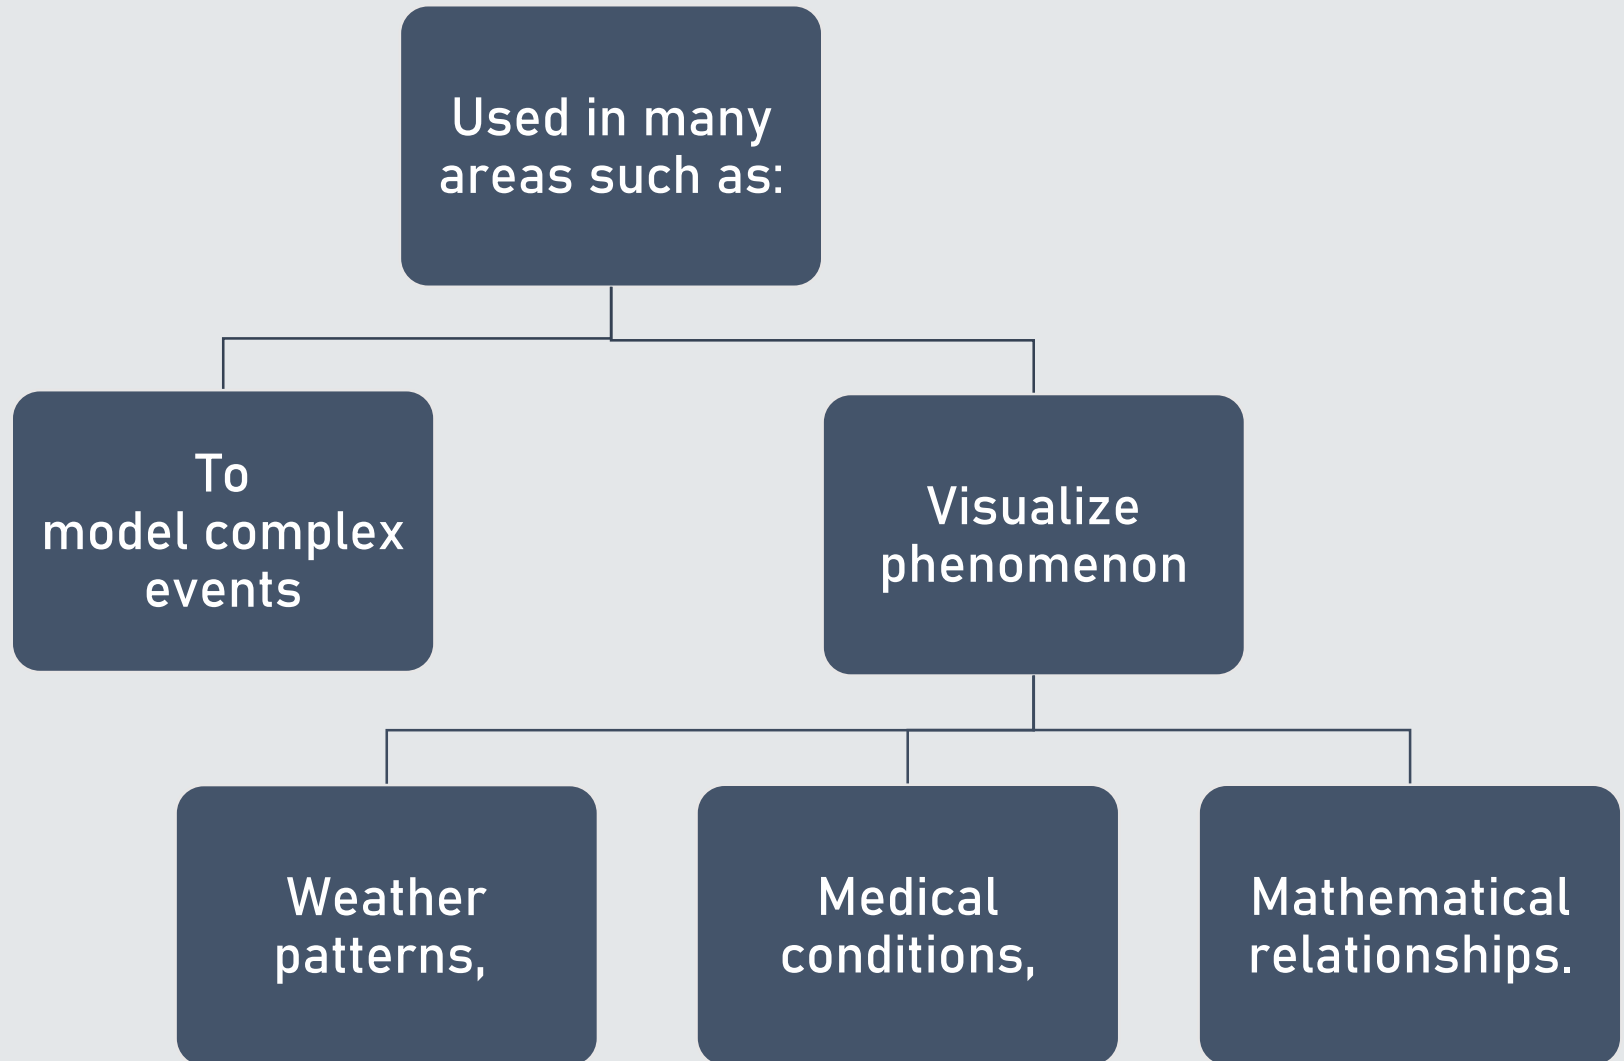 Used in many
areas such as:
To
model complex
events
Visualize
phenomenon
Weather
patterns,
Medical
conditions,
Mathematical
relationships.